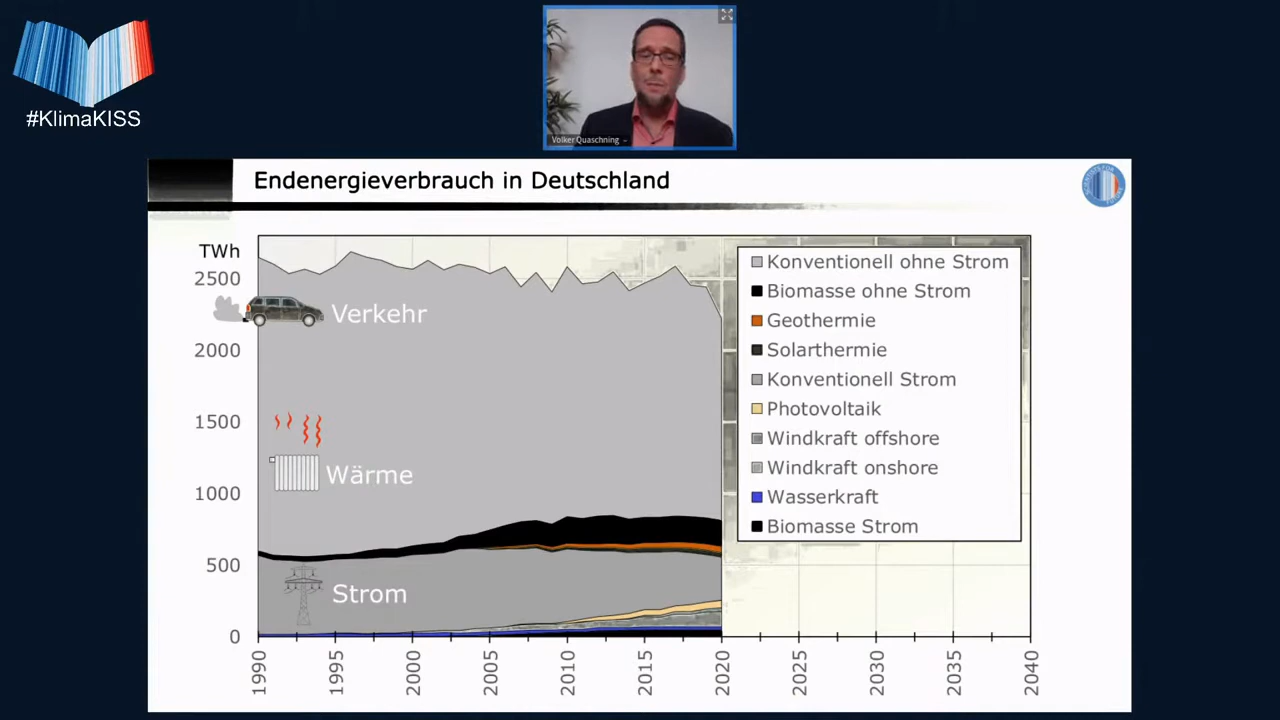 #KlimaKISS
Volker Quaschning
Endenergieverbrauch in Deutschland
TWh
2500
2000
1500
1000
500
0
Verkehr
Wärme
Strom
Konventionell ohne Strom
Biomasse ohne Strom
Geothermie
Solarthermie
Konventionell Strom
Photovoltaik
Windkraft offshore
Windkraft onshore
Wasserkraft
Biomasse Strom
1990
1995
2000
2005
2010
2015
2020
2025
2030
2035
2040